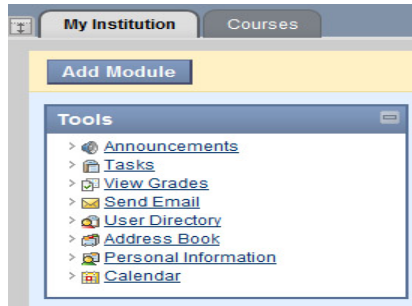 My Institution Courses
Add Module
Tools
> Announcements
> Tasks
> View Grades
> Send Email
> User Directory
> Address Book
> Personal Information
> Calendar